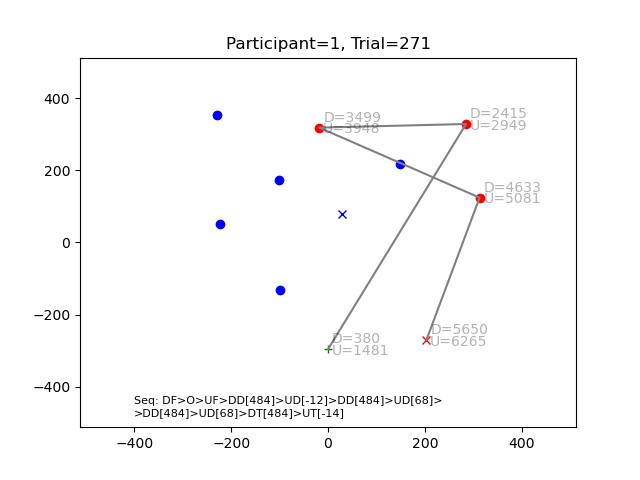 Participant=1, Trial=271
400
200
0
−200
−400
D=3499
U=3948
D=2415
U=2949
D=4633
U=5081
D=380
U=1481
D=5650
U=6265
Seq: DF>O>UF>DD[484]>UD[-12]>DD[484]>UD[68]>
>DD[484]>UD[68]>DT[484]>UT[-14]
−400 −200 0 200 400